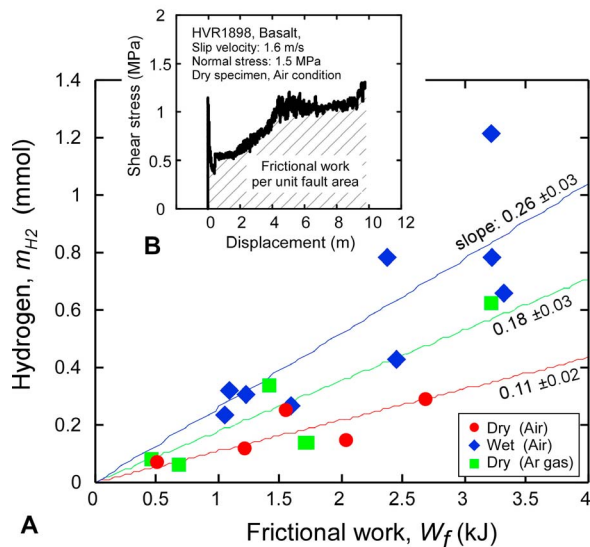 HVR1898, Basalt,
Slip velocity: 1.6 m/s
Normal stress: 1.5 MPa
Dry specimen, Air condition
Shear stress (MPa)
2
1.5
1
0.5
0
Frictional work
per unit fault area
0 2 4 6 8 10 12
Displacement (m)
B
Hydrogen, mH2 (mmol)
1.4
1.2
1
0.8
0.6
0.4
0.2
0
slope: 0.26 ±0.03
0.18 ±0.03
0.11 ±0.02
Dry (Air)
Wet (Air)
Dry (Ar gas)
0 0.5 1 1.5 2 2.5 3 3.5 4
A
Frictional work, Wf (kJ)